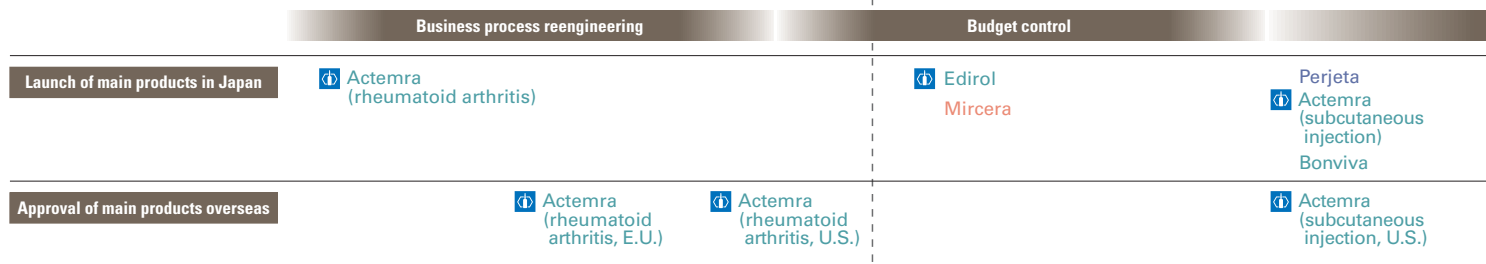 Business process reengineering
Budget control
Launch of main products in Japan
Actemra
(rheumatoid arthritis)
Edirol
Mircera
Perjeta
Actemra
(subcutaneous
injection)
Bonviva
Approval of main products overseas
Actemra
(rheumatoid
arthritis, E.U.)
Actemra
(rheumatoid
arthritis, U.S.)
Actemra
(subcutaneous
injection, U.S.)